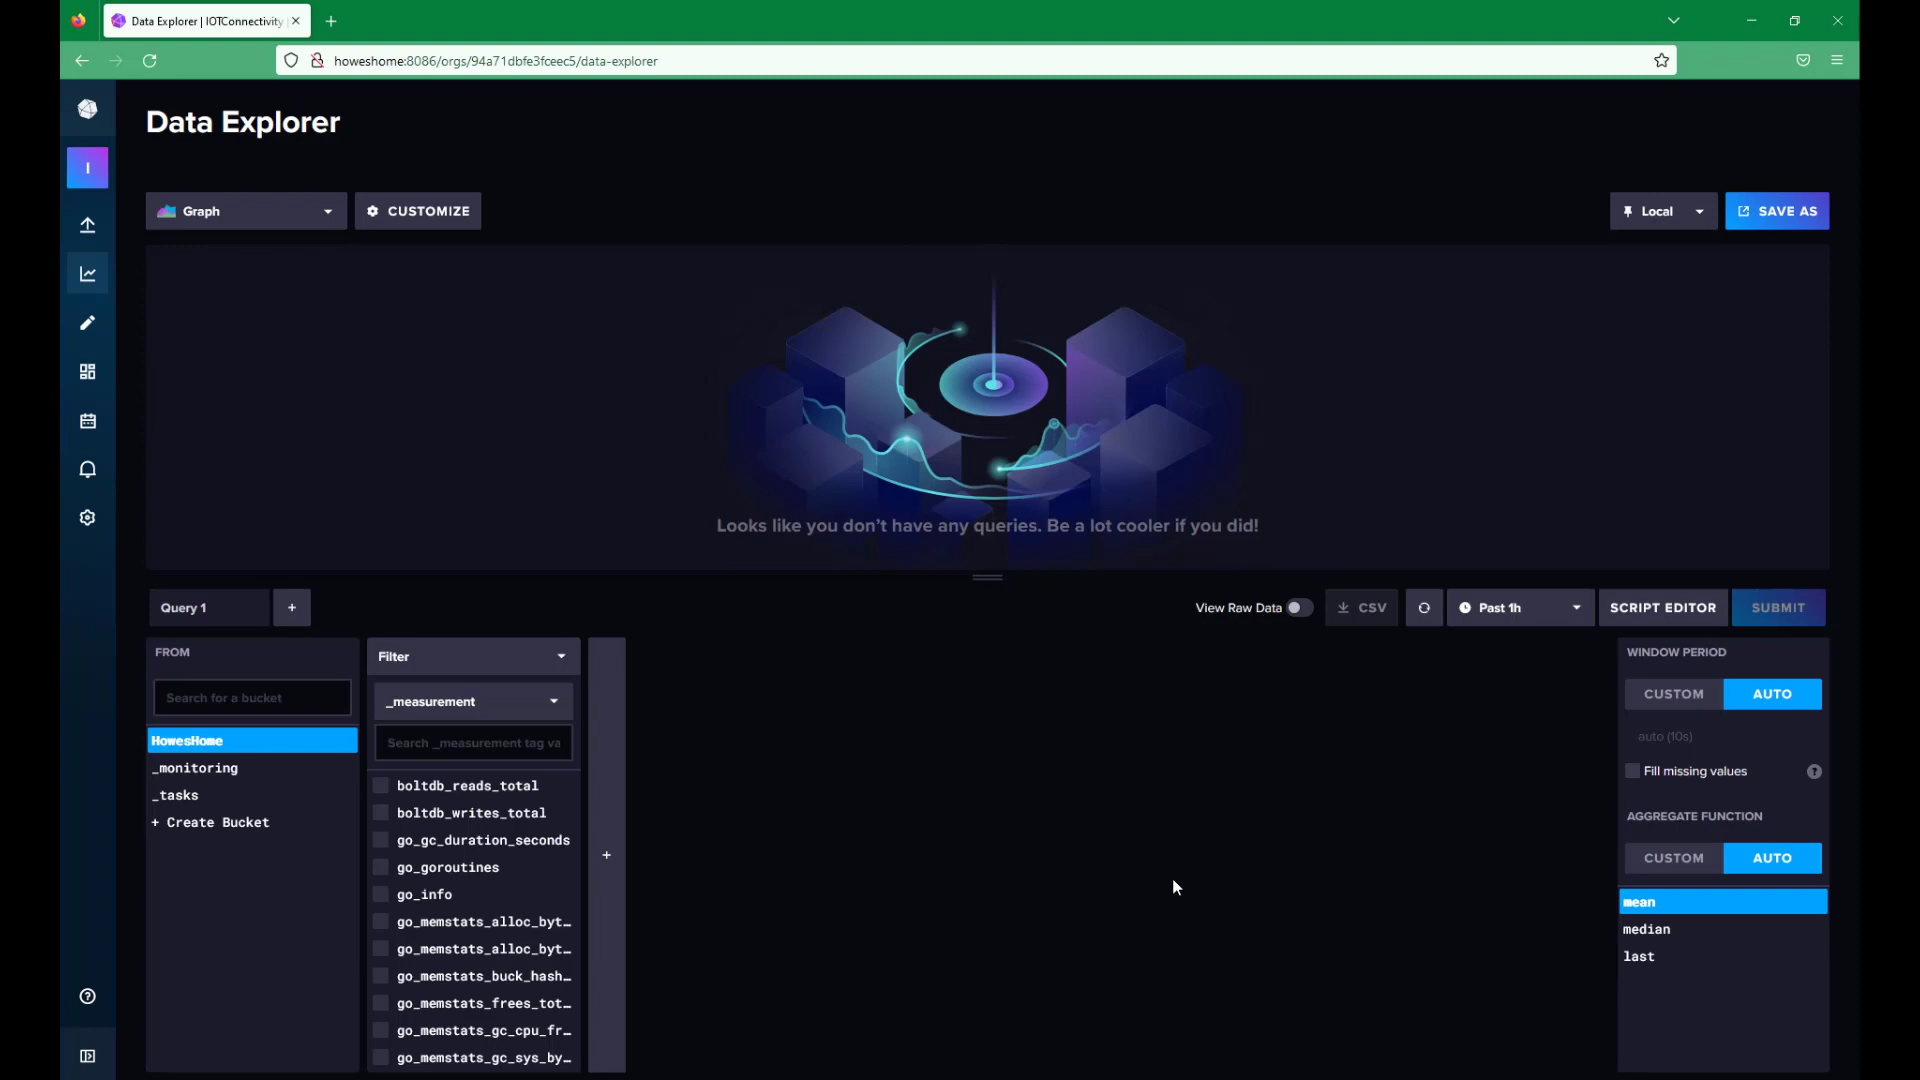 Data Explorer | IOTConnectivity
howeshome:8086/orgs/94a71dbfe3fceec5/data-explorer
I
Data Explorer
Graph
CUSTOMIZE
Local
SAVE AS
Looks like you don't have any queries. Be a lot cooler if you did!
Query 1
+
View Raw Data
CSV
Past 1h
SCRIPT EDITOR
SUBMIT
FROM
Search for a bucket
HowesHome
_monitoring
_tasks
+ Create Bucket
Filter
_measurement
Search _measurement tag va
boltdb_reads_total
boltdb_writes_total
go_gc_duration_seconds
go_goroutines
go_info
go_memstats_alloc_byt…
go_memstats_alloc_byt…
go_memstats_buck_hash…
go_memstats_frees_tot…
go_memstats_gc_cpu_fr…
go_memstats_gc_sys_by…
+
WINDOW PERIOD
CUSTOM
AUTO
auto (10s)
Fill missing values
?
AGGREGATE FUNCTION
CUSTOM
AUTO
mean
median
last